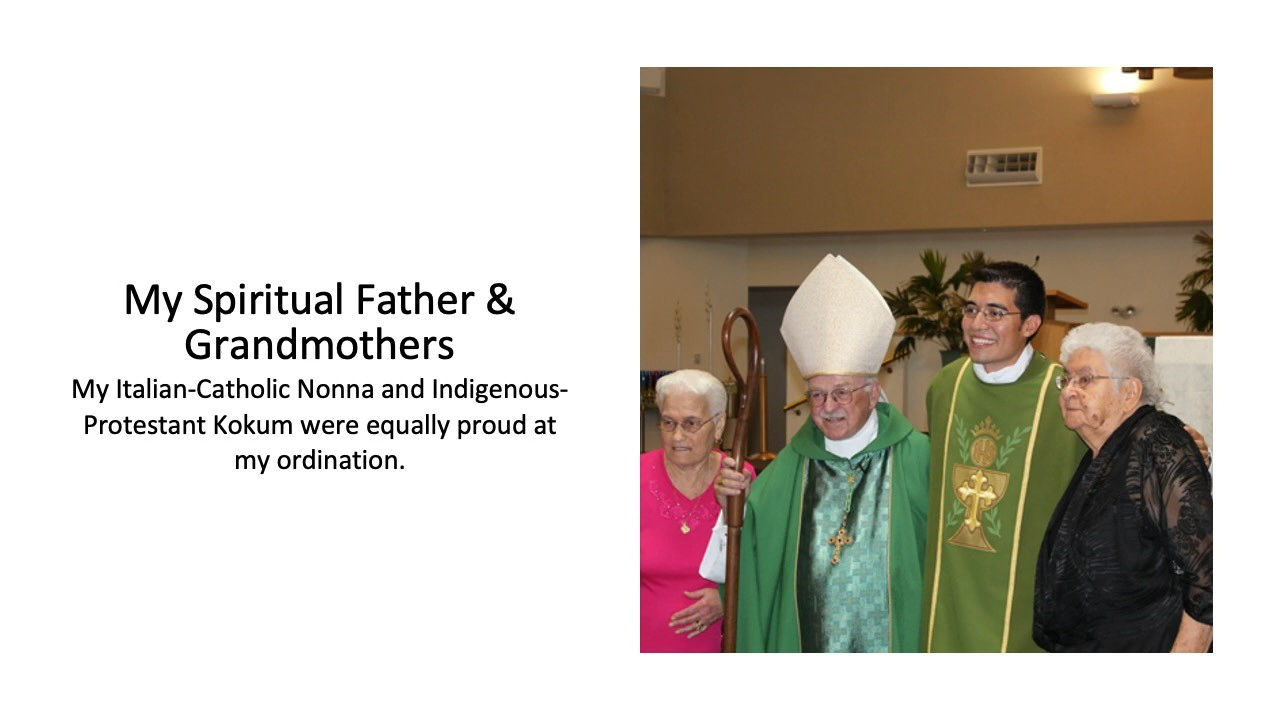 My Spiritual Father &
Grandmothers
My Italian-Catholic Nonna and Indigenous-
Protestant Kokum were equally proud at
my ordination.